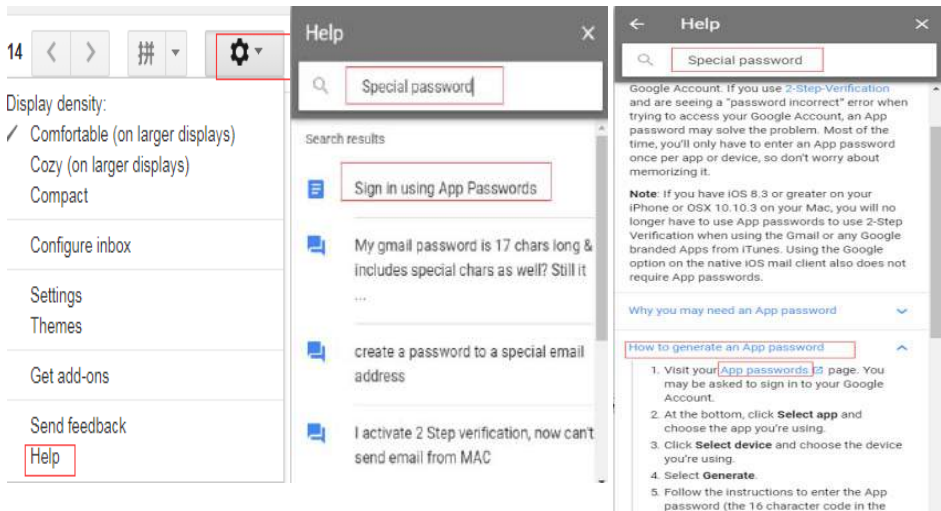 14
拼
Display density:
Comfortable (on larger displays)
Cozy (on larger displays)
Compact
Configure inbox
Settings
Themes
Get add-ons
Send feedback
Help
Help
Special password
Search results
Sign in using App Passwords
My gmail password is 17 chars long &
includes special chars as well? Still it
...
create a password to a special email
address
I activate 2 Step verification, now can't
send email from MAC
Help
Special password
Google Account. If you use 2-Step-Verification
and are seeing a "password incorrect" error when
trying to access your Google Account, an App
password may solve the problem. Most of the
time, you'll only have to enter an App password
once per app or device, so don't worry about
memorizing it.
Note: If you have iOS 8.3 or greater on your
iPhone or OSX 10.10.3 on your Mac, you will no
longer have to use App passwords to use 2-Step
Verification when using the Gmail or any Google
branded Apps from iTunes. Using the Google
option on the native iOS mail client also does not
require App passwords.
Why you may need an App password
How to generate an App password
1. Visit your App passwords page. You
may be asked to sign in to your Google
Account.
2. At the bottom, click Select app and
choose the app you're using.
3. Click Select device and choose the device
you're using.
4. Select Generate.
5. Follow the instructions to enter the App
password (the 16 character code in the